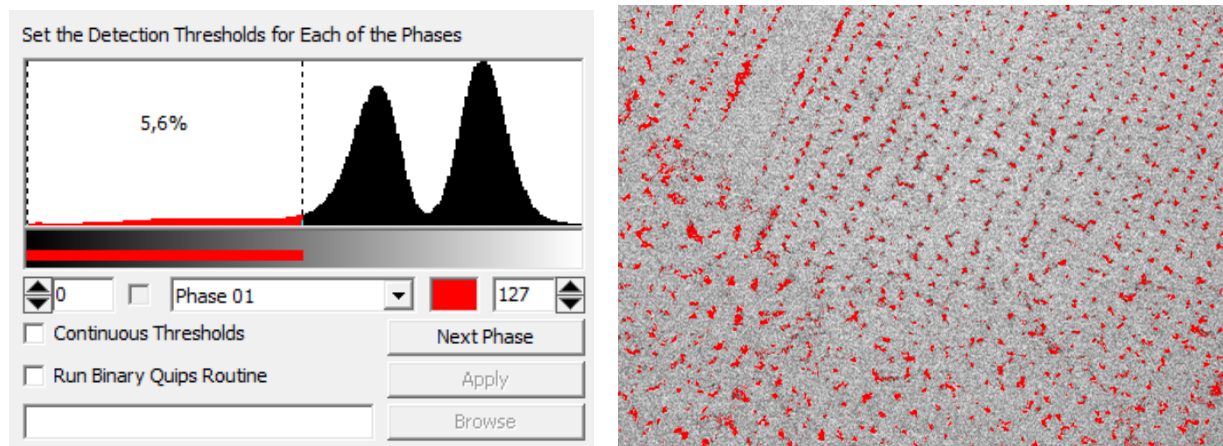 Set the Detection Thresholds for Each of the Phases
5,6%
0 Phase 01 127
Continuous Thresholds Next Phase
Run Binary Quips Routine Apply
Browse